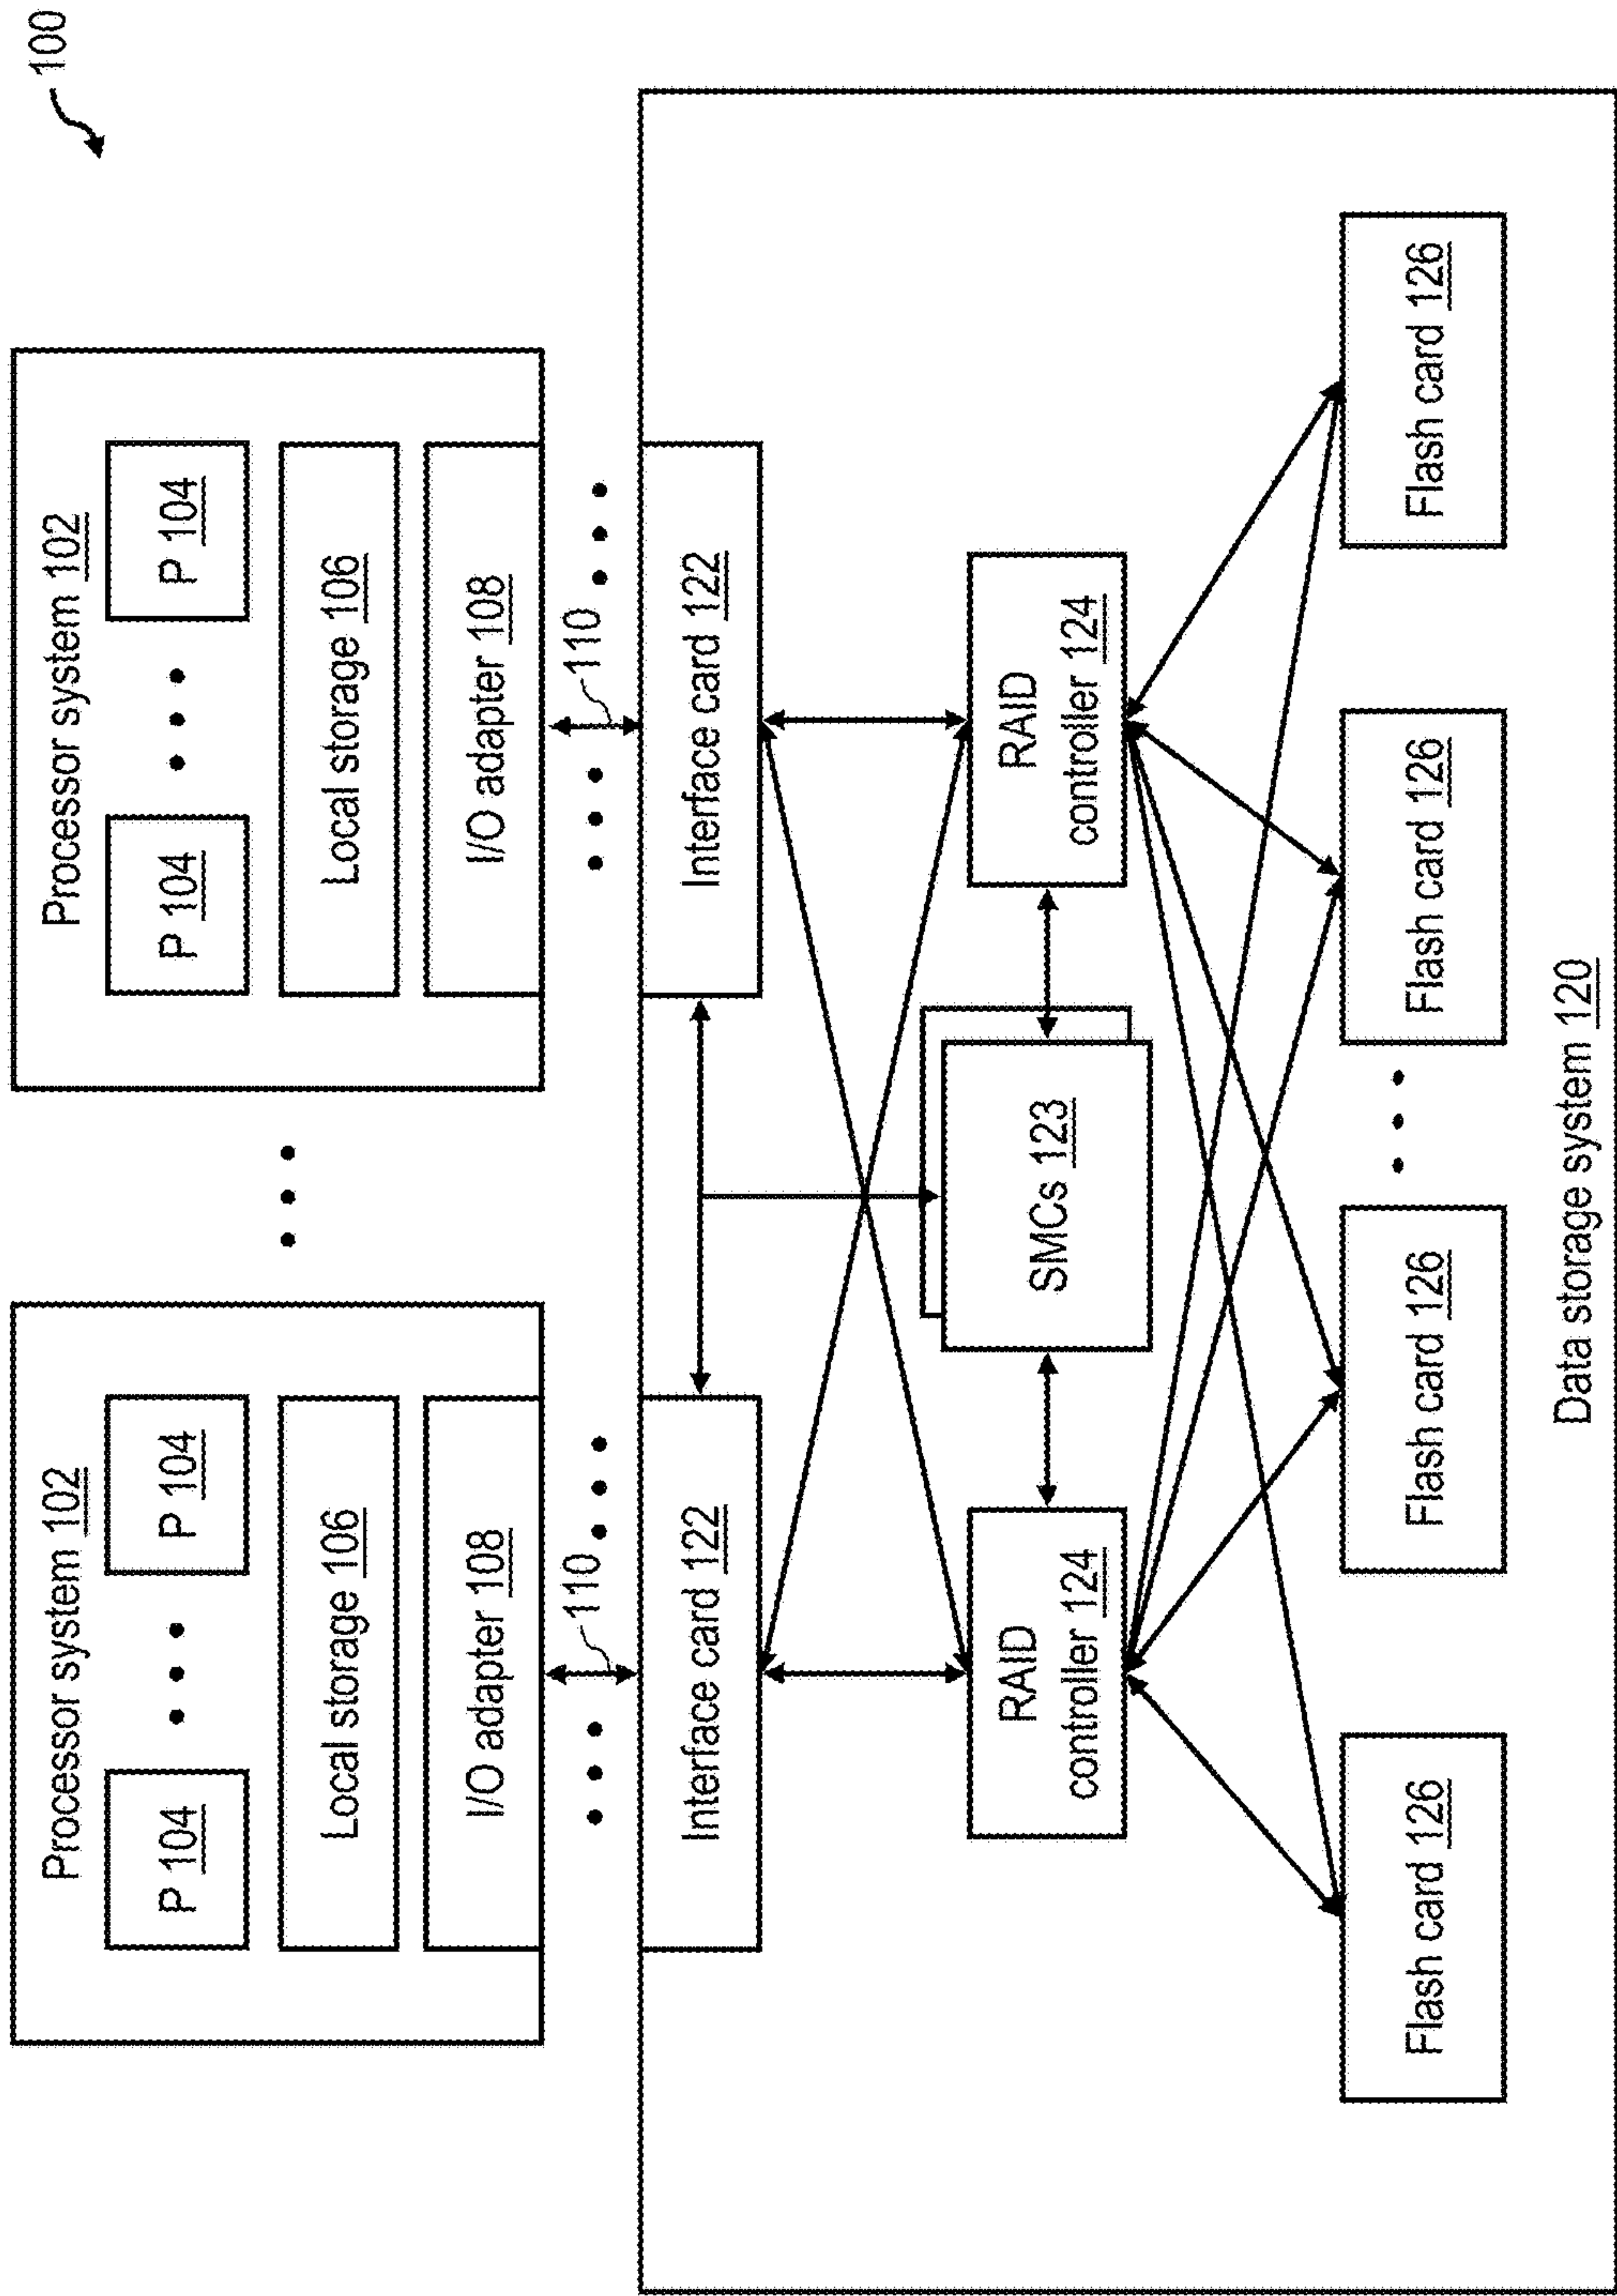 100
Processor system 102
Processor system 102
P 104
P 104
P 104
P 104
Local storage 106
Local storage 106
I/O adapter 108
I/O adapter 108
110
110
Interface card 122
Interface card 122
RAID
controller 124
SMCs 123
RAID
controller 124
Flash card 126
Flash card 126
Flash card 126
Flash card 126
Data storage system 120